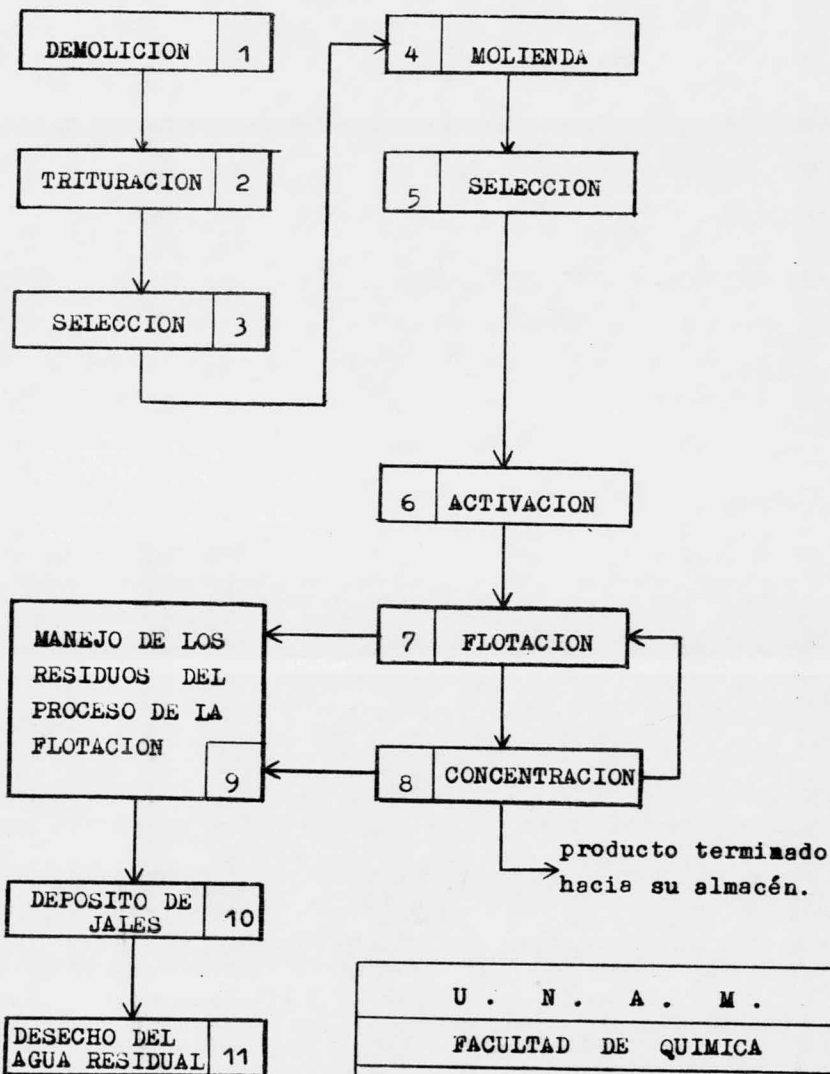 DEMOLICION 1
TRITURACION 2
SELECCION 3
4 MOLIENDA
5 SELECCION
6 ACTIVACION
7 FLOTACION
8 CONCENTRACION
producto terminado
hacia su almacén.
MANEJO DE LOS
RESIDUOS DEL
PROCESO DE LA
FLOTACION
9
DEPOSITO DE
JALES 10
DESECHO DEL
AGUA RESIDUAL 11
U . N . A . M .
FACULTAD DE QUIMICA